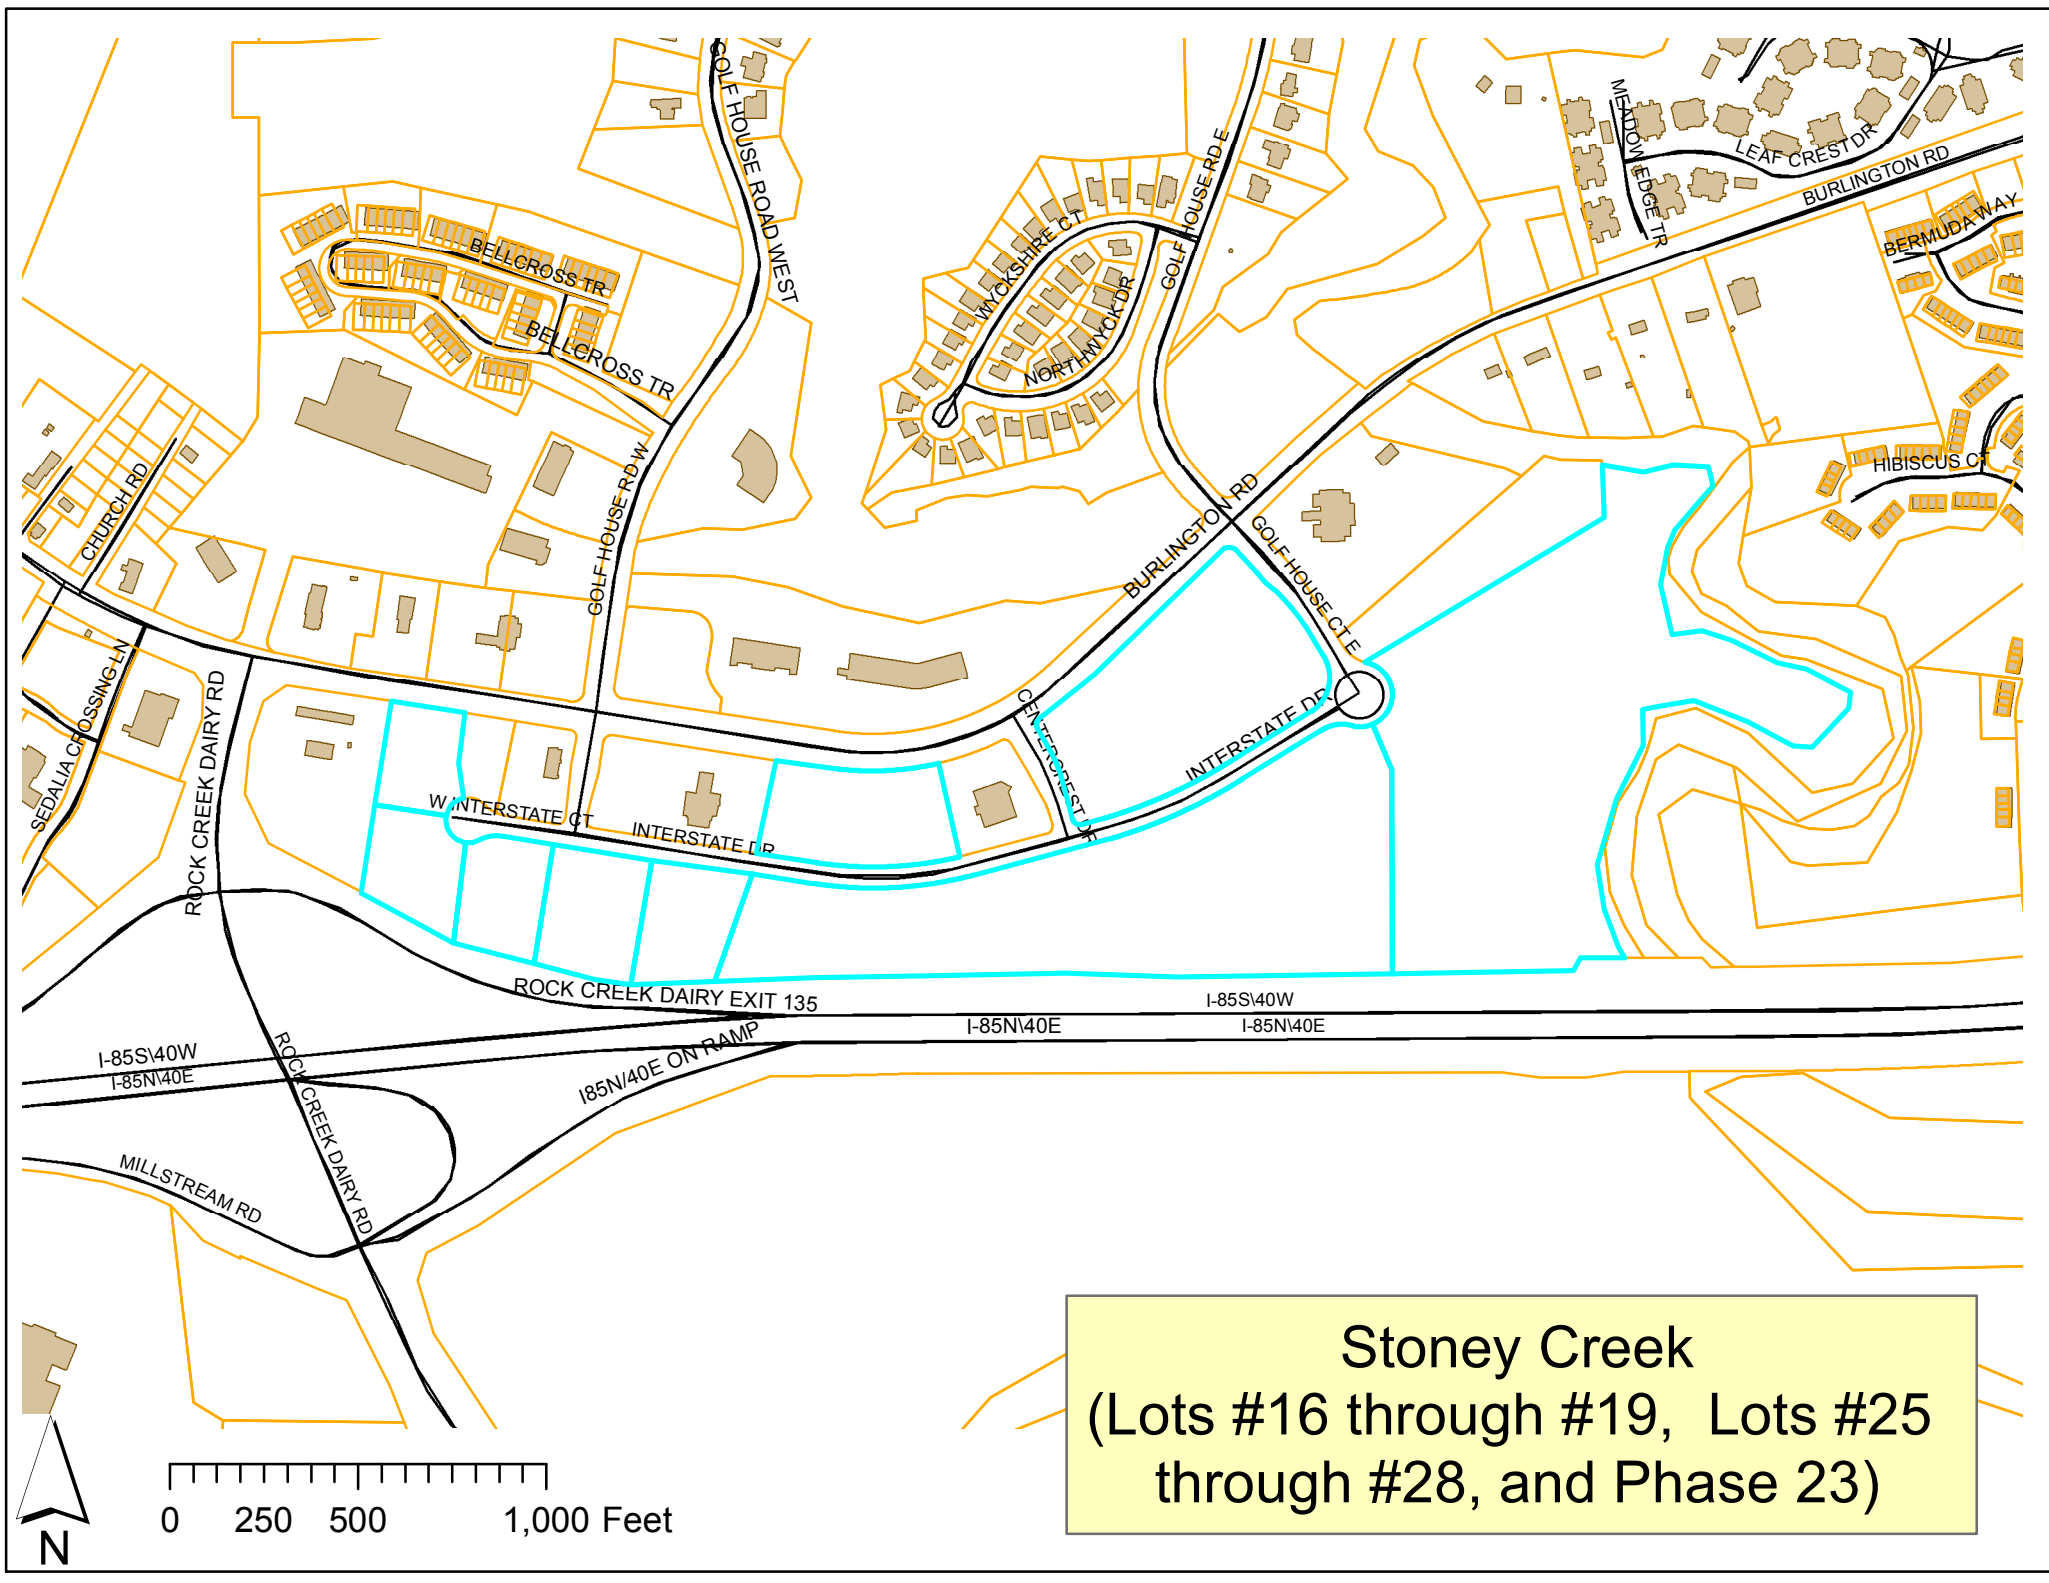 GOLF HOUSE ROAD WEST
GOLF HOUSE RD E
MEADOW EDGE TR
LEAF CREST DR
BURLINGTON RD
BERMUDA WAY
WYCKSHIRE CT
NORTHWYCK DR
BELLCROSS TR
BELLCROSS TR
CHURCH RD
GOLF HOUSE RD W
HIBISCUS CT
BURLINGTON RD
GOLF HOUSE CT E
SEDALIA CROSSING LN
ROCK CREEK DAIRY RD
CENTERCREST DR
INTERSTATE DR
W INTERSTATE CT
INTERSTATE DR
ROCK CREEK DAIRY EXIT 135
I-85S\40W
I-85N\40E
I-85N\40E
I-85S\40W
I-85N\40E
I85N/40E ON RAMP
ROCK CREEK DAIRY RD
MILLSTREAM RD
Stoney Creek
(Lots #16 through #19, Lots #25
through #28, and Phase 23)
0 250 500 1,000 Feet
N